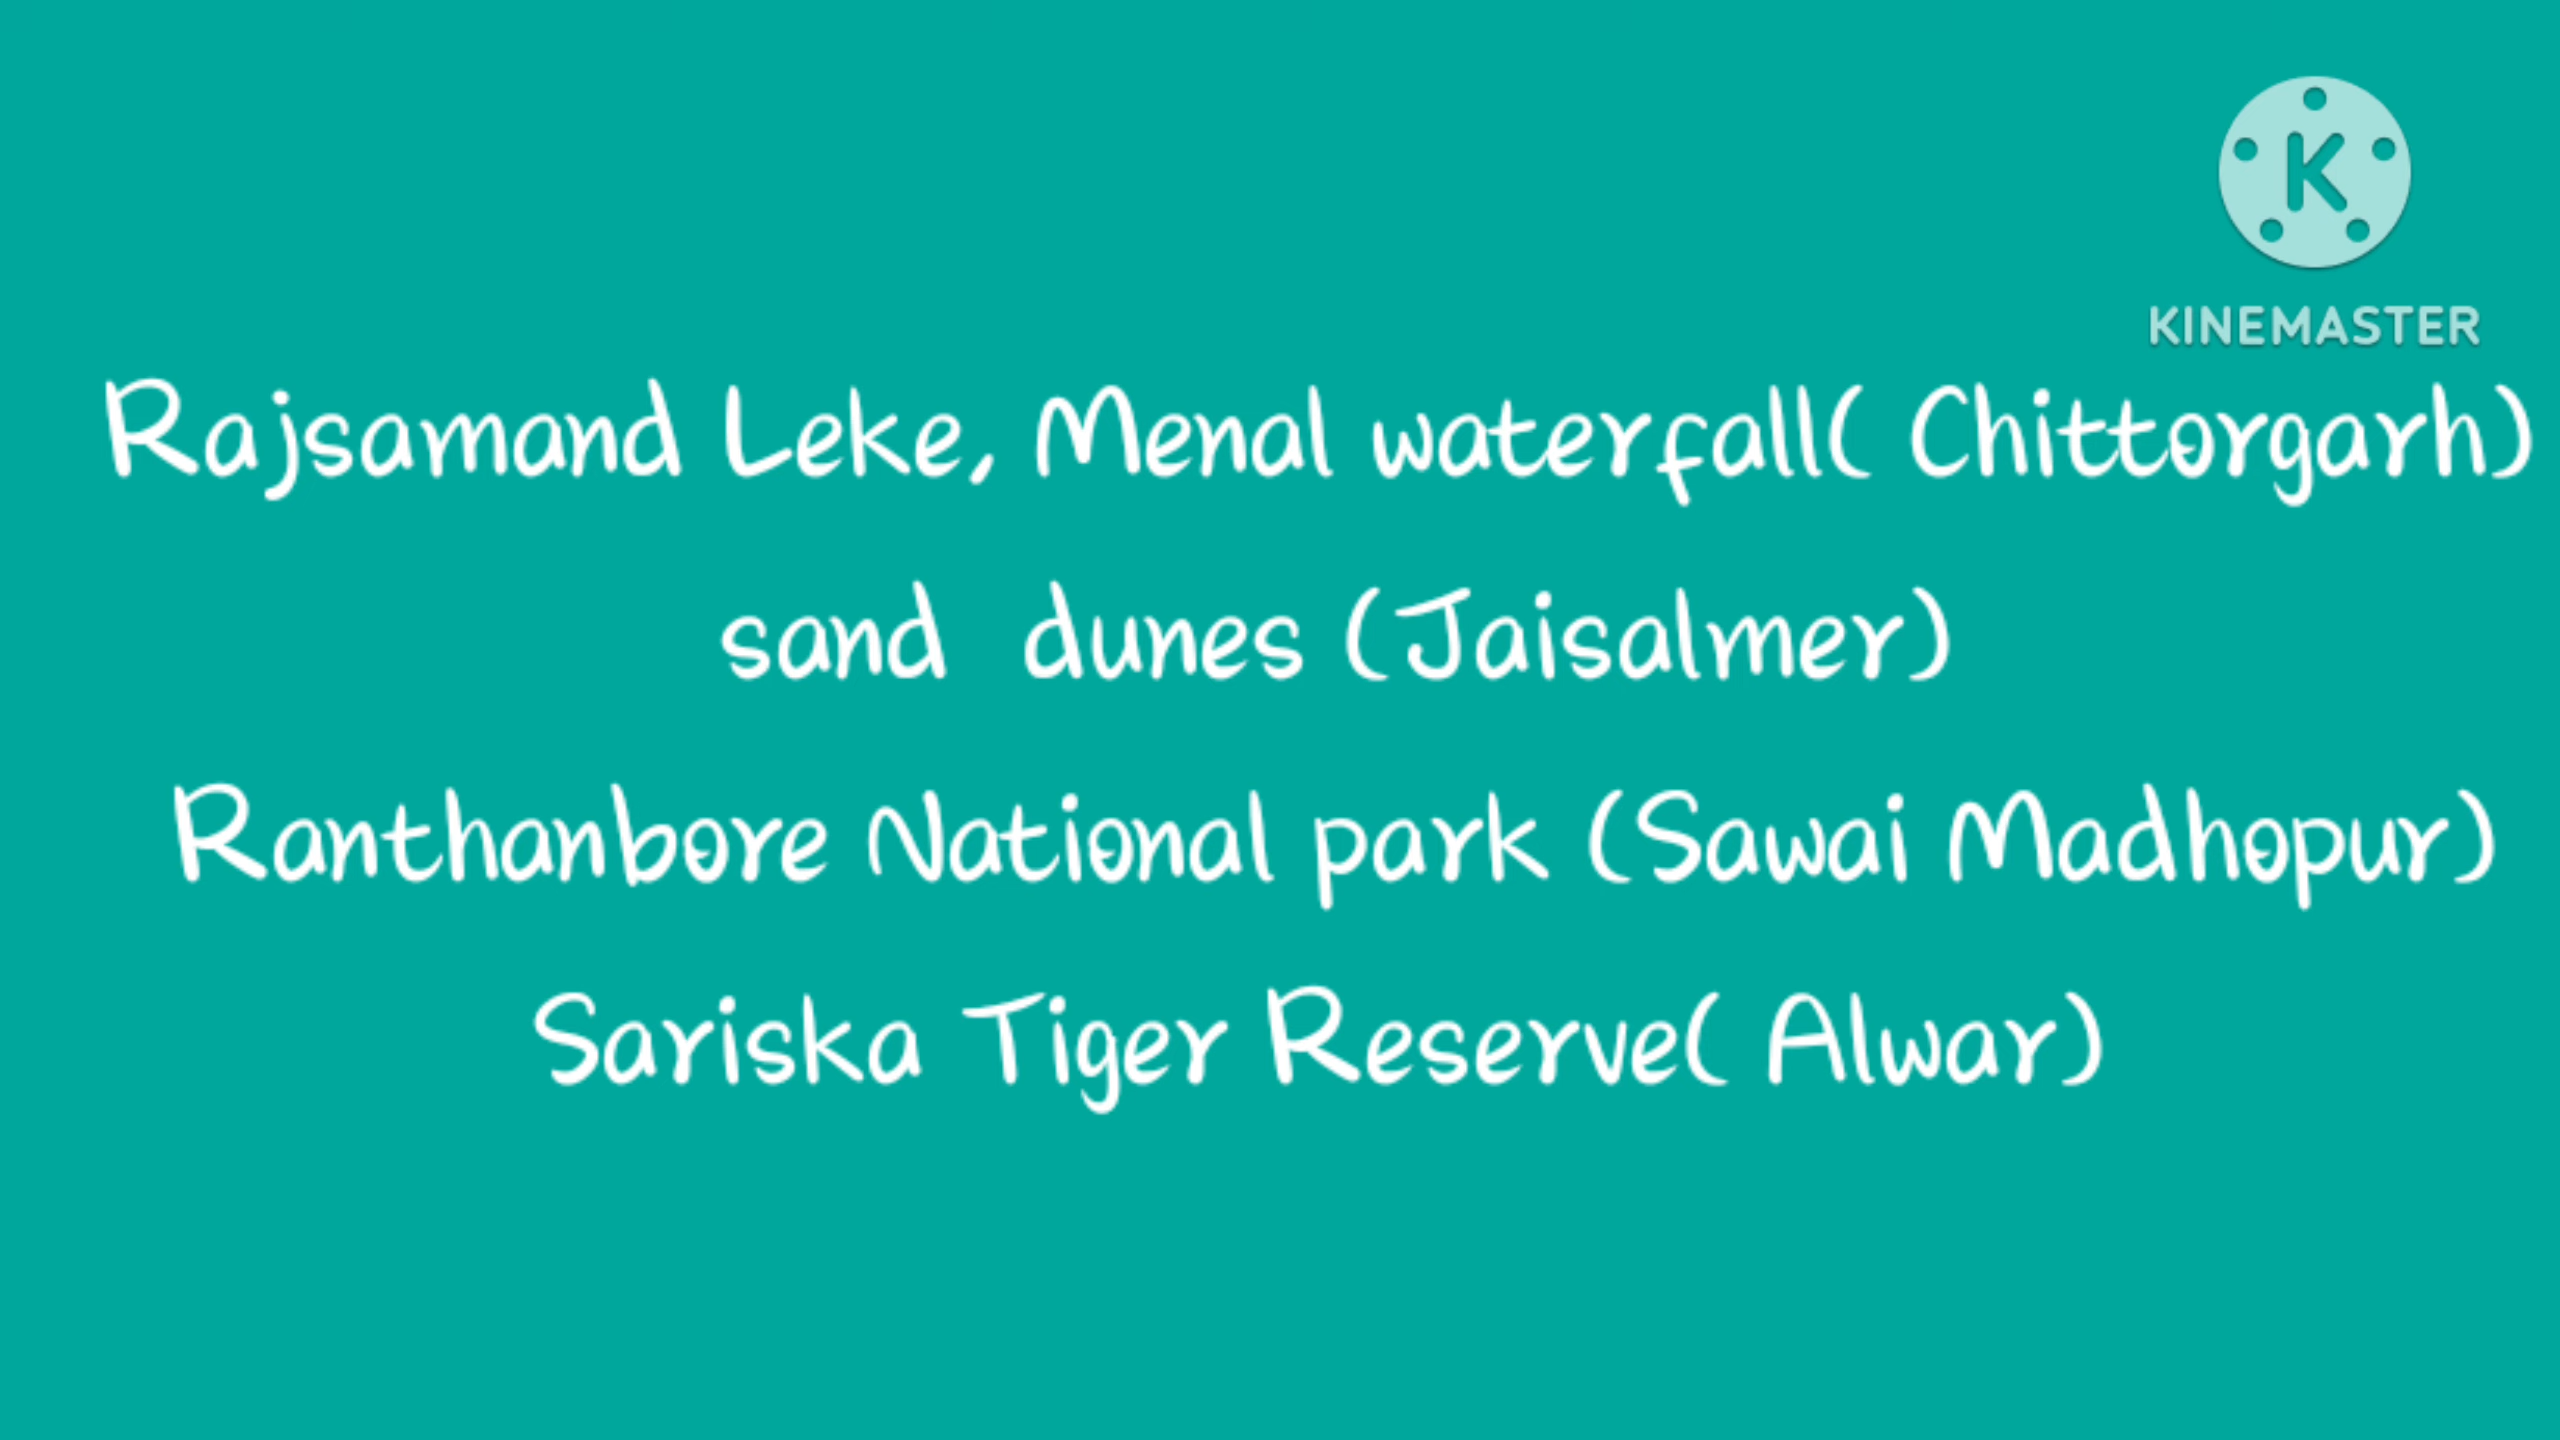 KINEMASTER
Rajsamand Leke, Menal waterfall( Chittorgarh)
sand  dunes (Jaisalmer)
Ranthanbore National park (Sawai Madhopur)
Sariska Tiger Reserve( Alwar)